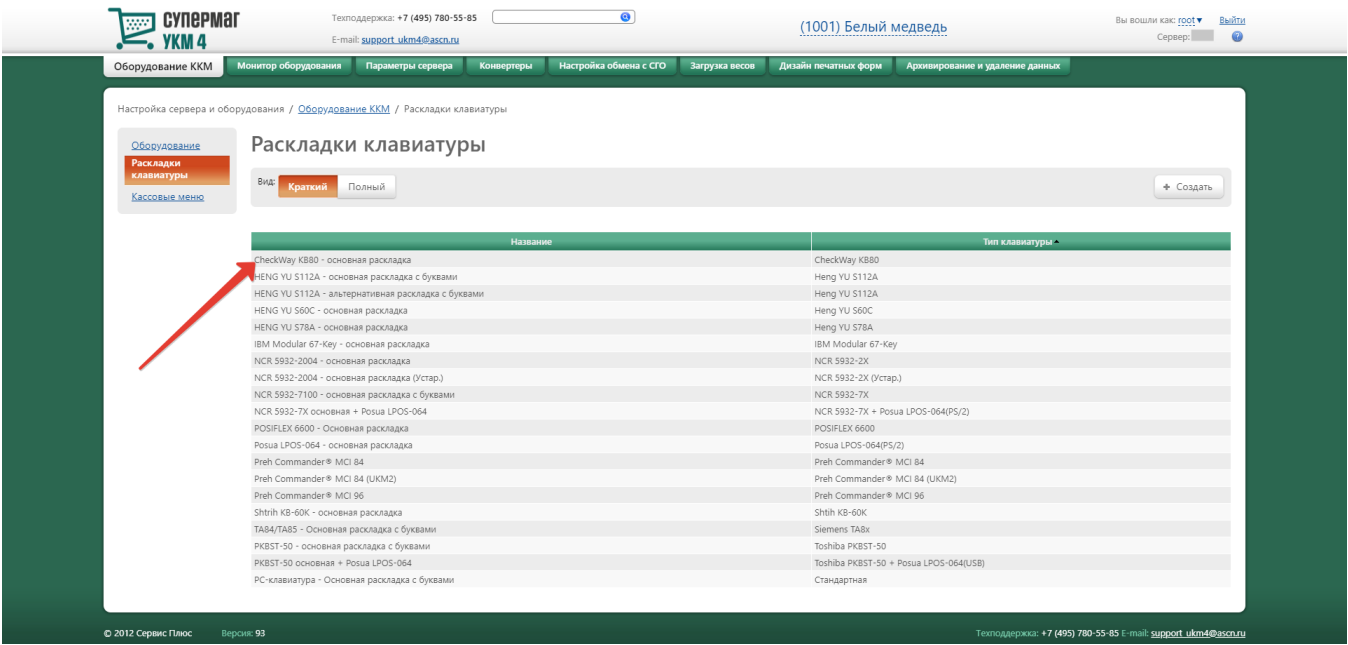 СУПЕРМАГ
УКМ 4
Техподдержка: +7 (495) 780-55-85
E-mail: support_ukm4@ascn.ru
(1001) Белый медведь
Вы вошли как: root▼ Выйти
Сервер:
Оборудование ККМ Монитор оборудования Параметры сервера Конвертеры Настройка обмена с СГО Загрузка весов Дизайн печатных форм Архивирование и удаление данных
Настройка сервера и оборудования / Оборудование ККМ / Раскладки клавиатуры
Оборудование
Раскладки
клавиатуры
Кассовые меню
Раскладки клавиатуры
Вид: Краткий Полный
+ Создать
Название Тип клавиатуры
CheckWay KB80 - основная раскладка CheckWay KB80
HENG YU S112A - основная раскладка с буквами Heng YU S112A
HENG YU S112A - альтернативная раскладка с буквами Heng YU S112A
HENG YU S60C - основная раскладка Heng YU S60C
HENG YU S78A - основная раскладка Heng YU S78A
IBM Modular 67-Key - основная раскладка IBM Modular 67-Key
NCR 5932-2004 - основная раскладка NCR 5932-2X
NCR 5932-2004 - основная раскладка (Устар.) NCR 5932-2X (Устар.)
NCR 5932-7100 - основная раскладка с буквами NCR 5932-7X
NCR 5932-7X основная + Posua LPOS-064 NCR 5932-7X + Posua LPOS-064(PS/2)
POSIFLEX 6600 - Основная раскладка POSIFLEX 6600
Posua LPOS-064 - основная раскладка Posua LPOS-064(PS/2)
Preh Commander® MCI 84 Preh Commander® MCI 84
Preh Commander® MCI 84 (UKM2) Preh Commander® MCI 84 (UKM2)
Preh Commander® MCI 96 Preh Commander® MCI 96
Shtrih KB-60K - основная раскладка Shtih KB-60K
TA84/TA85 - Основная раскладка с буквами Siemens TA8x
PKBST-50 - основная раскладка с буквами Toshiba PKBST-50
PKBST-50 основная + Posua LPOS-064 Toshiba PKBST-50 + Posua LPOS-064(USB)
PC-клавиатура - Основная раскладка с буквами Стандартная
© 2012 Сервис Плюс Версия: 93
Техподдержка: +7 (495) 780-55-85 E-mail: support_ukm4@ascn.ru